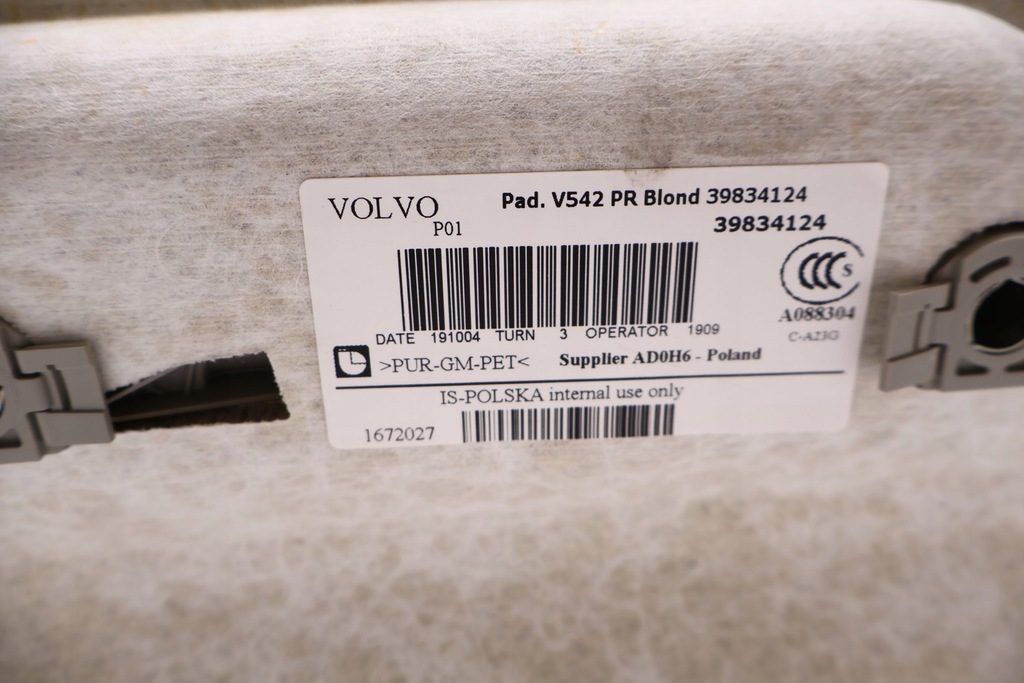 VOLVO
P01
Pad. V542 PR Blond 39834124
39834124
CCC S
A088304
C-A23G
DATE 191004 TURN 3 OPERATOR 1909
>PUR-GM-PET< Supplier AD0H6 - Poland
IS-POLSKA internal use only
1672027